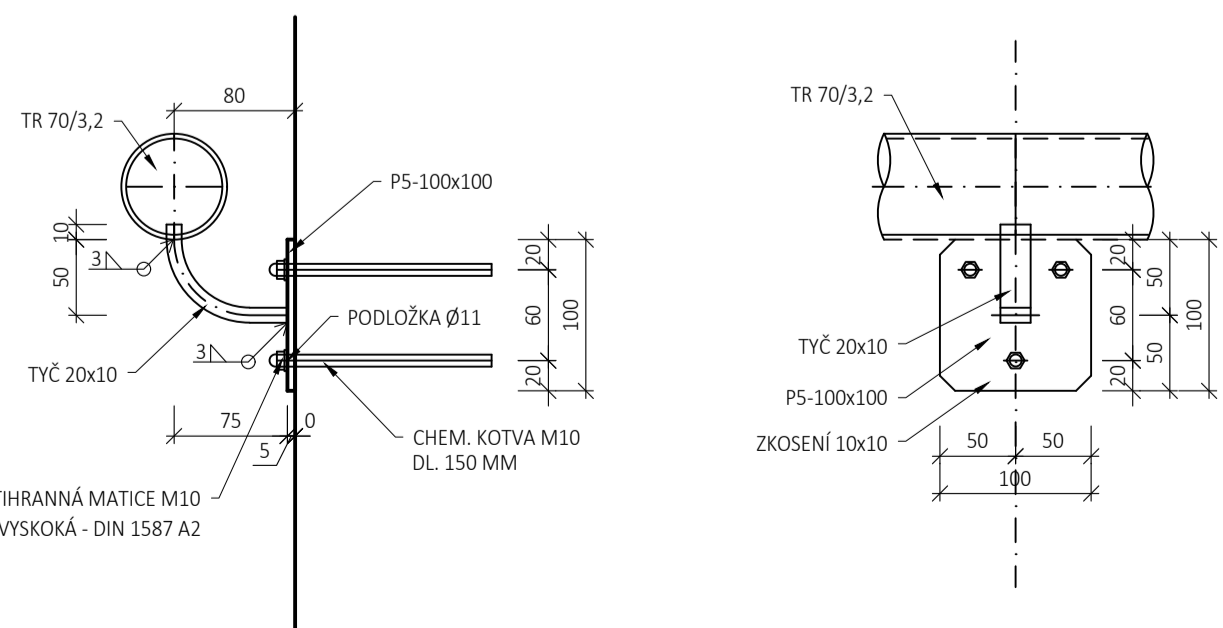 80
TR 70/3,2
P5-100x100
10
50
3
20
60
20
100
PODLOŽKA Ø11
3
TYČ 20x10
75
0
5
CHEM. KOTVA M10
DL. 150 MM
MATICE M10
VYSKOKÁ - DIN 1587 A2
TR 70/3,2
20
60
20
50
50
100
TYČ 20x10
P5-100x100
ZKOSENÍ 10x10
50
50
100